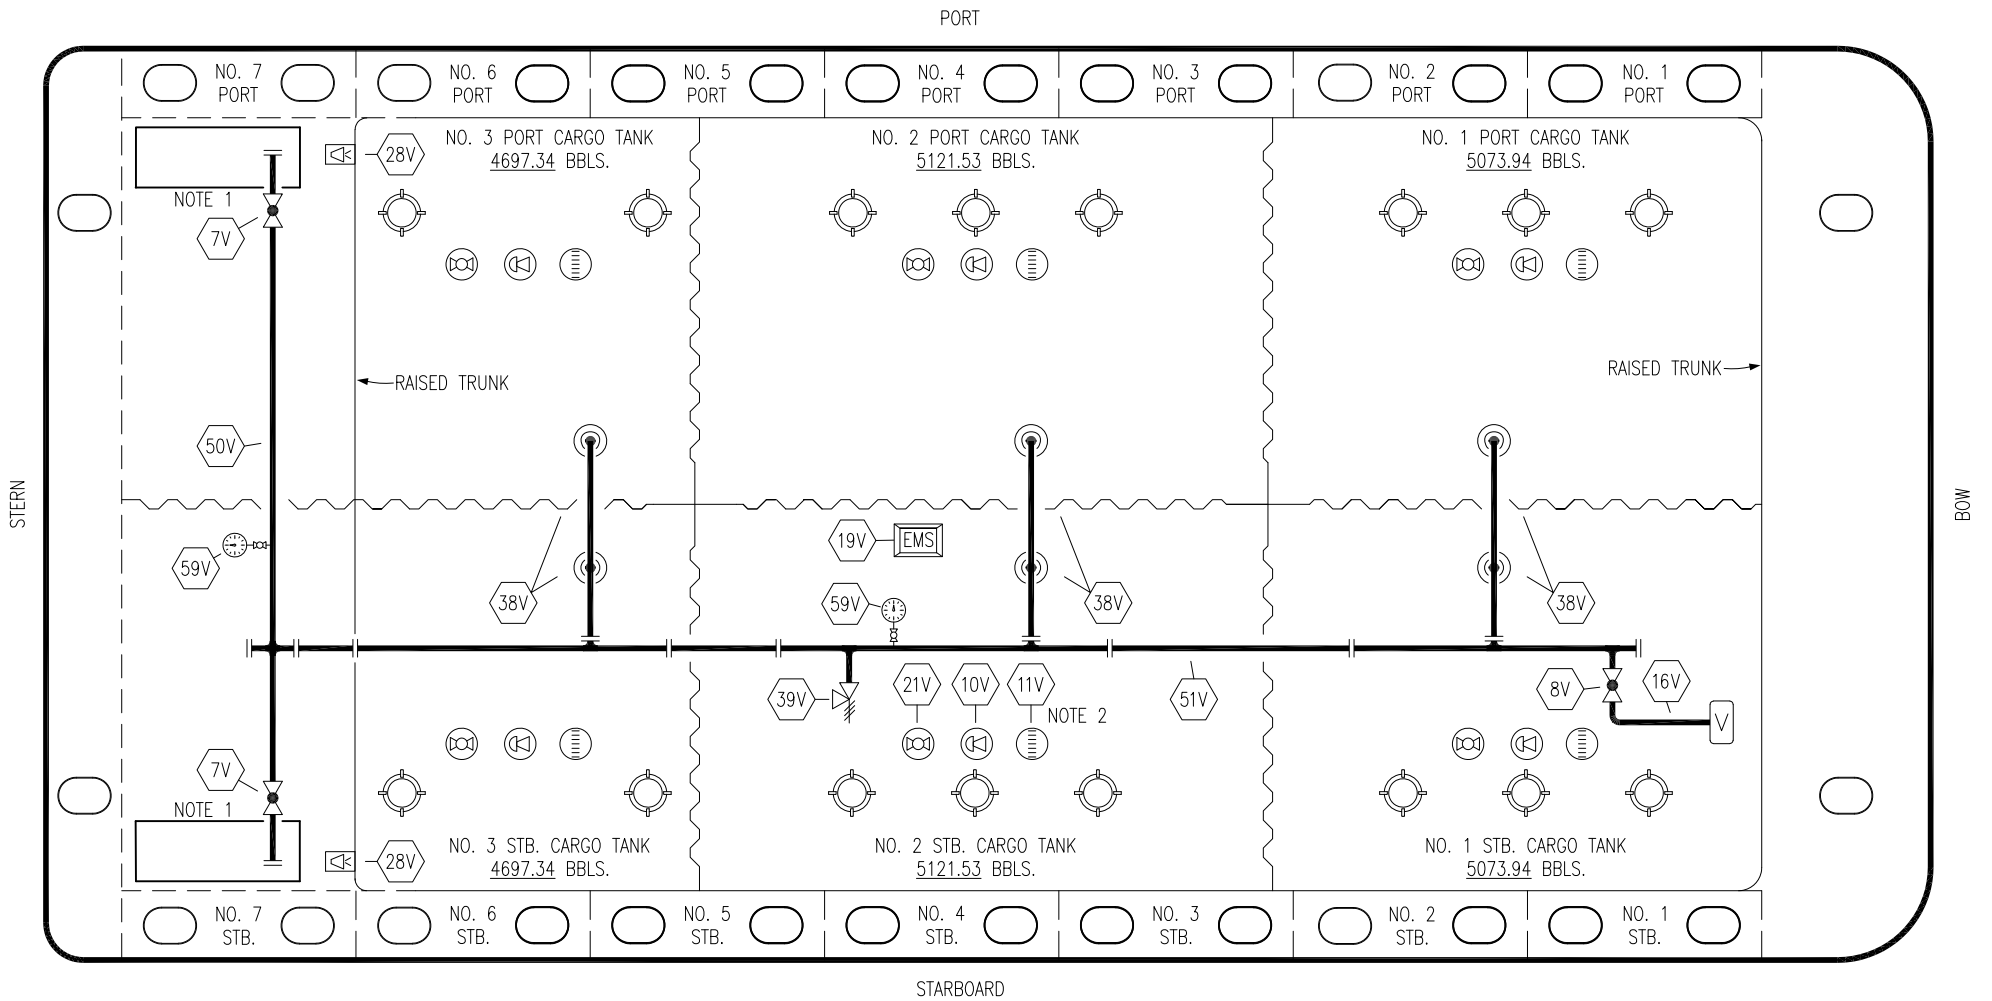 PORT
NO. 7
PORT
NO. 6
PORT
NO. 5
PORT
NO. 4
PORT
NO. 3
PORT
NO. 2
PORT
NO. 1
PORT
NO. 3 PORT CARGO TANK
4697.34 BBLS.
NO. 2 PORT CARGO TANK
5121.53 BBLS.
NO. 1 PORT CARGO TANK
5073.94 BBLS.
28V
NOTE 1
7V
RAISED TRUNK
RAISED TRUNK
50V
STERN
BOW
59V
19V
EMS
38V
59V
38V
38V
39V
21V
10V
11V
NOTE 2
51V
8V
16V
V
7V
NOTE 1
28V
NO. 3 STB. CARGO TANK
4697.34 BBLS.
NO. 2 STB. CARGO TANK
5121.53 BBLS.
NO. 1 STB. CARGO TANK
5073.94 BBLS.
NO. 7
STB.
NO. 6
STB.
NO. 5
STB.
NO. 4
STB.
NO. 3
STB.
NO. 2
STB.
NO. 1
STB.
STARBOARD